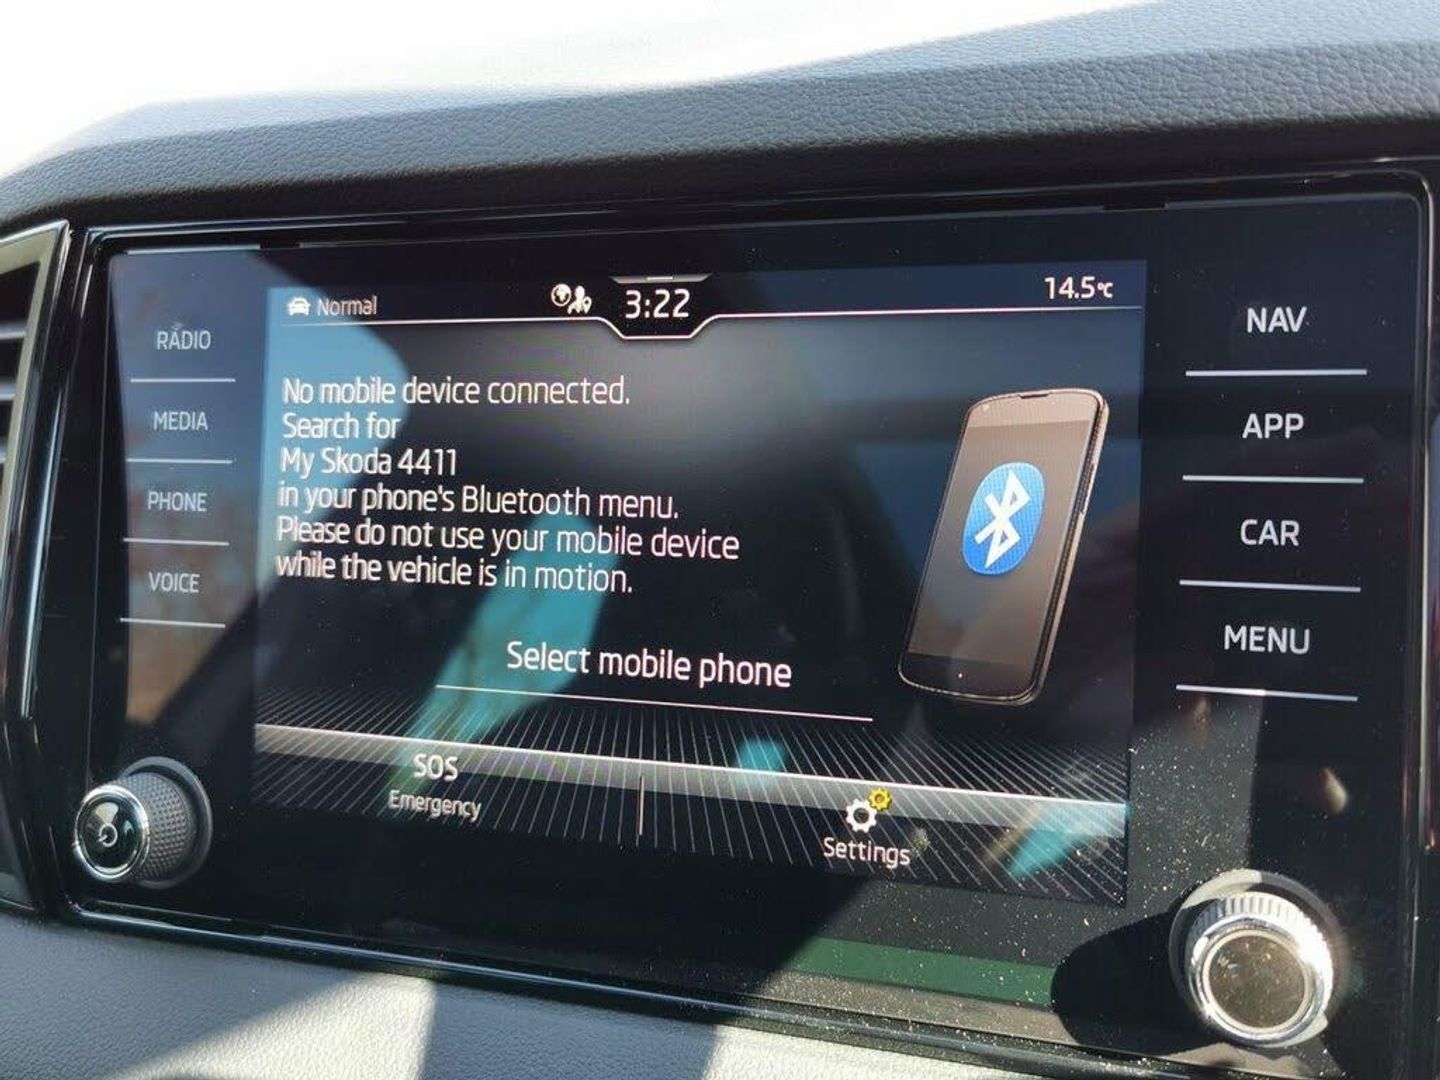 Normal
3:22
14.5°C
RADIO
MEDIA
PHONE
VOICE
No mobile device connected.
Search for
My Skoda 4411
in your phone's Bluetooth menu.
Please do not use your mobile device
while the vehicle is in motion.
Select mobile phone
SOS
Emergency
Settings
NAV
APP
CAR
MENU